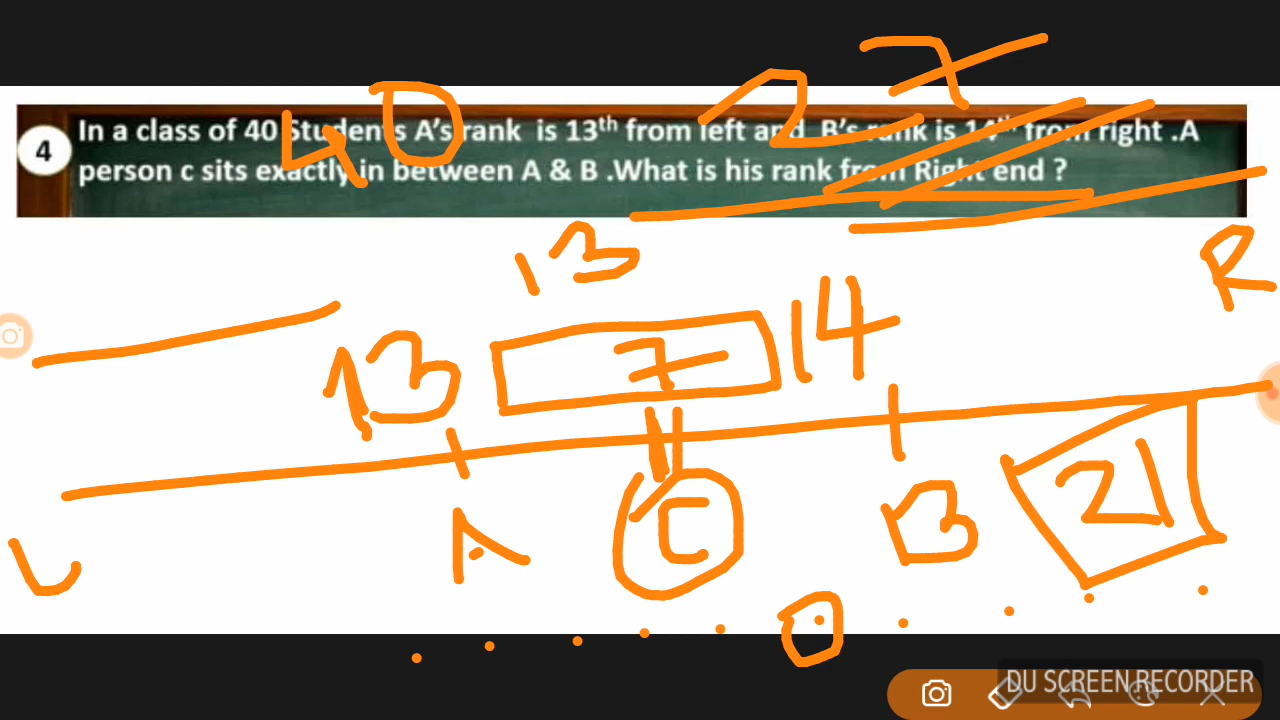 27
40
4
In a class of 40 Students A's rank is 13th from left and B's rank is 14th from right .A
person c sits exactly in between A & B .What is his rank from Right end ?
13
R
14
13
7
21
L
A
C
B
DU SCREEN RECORDER